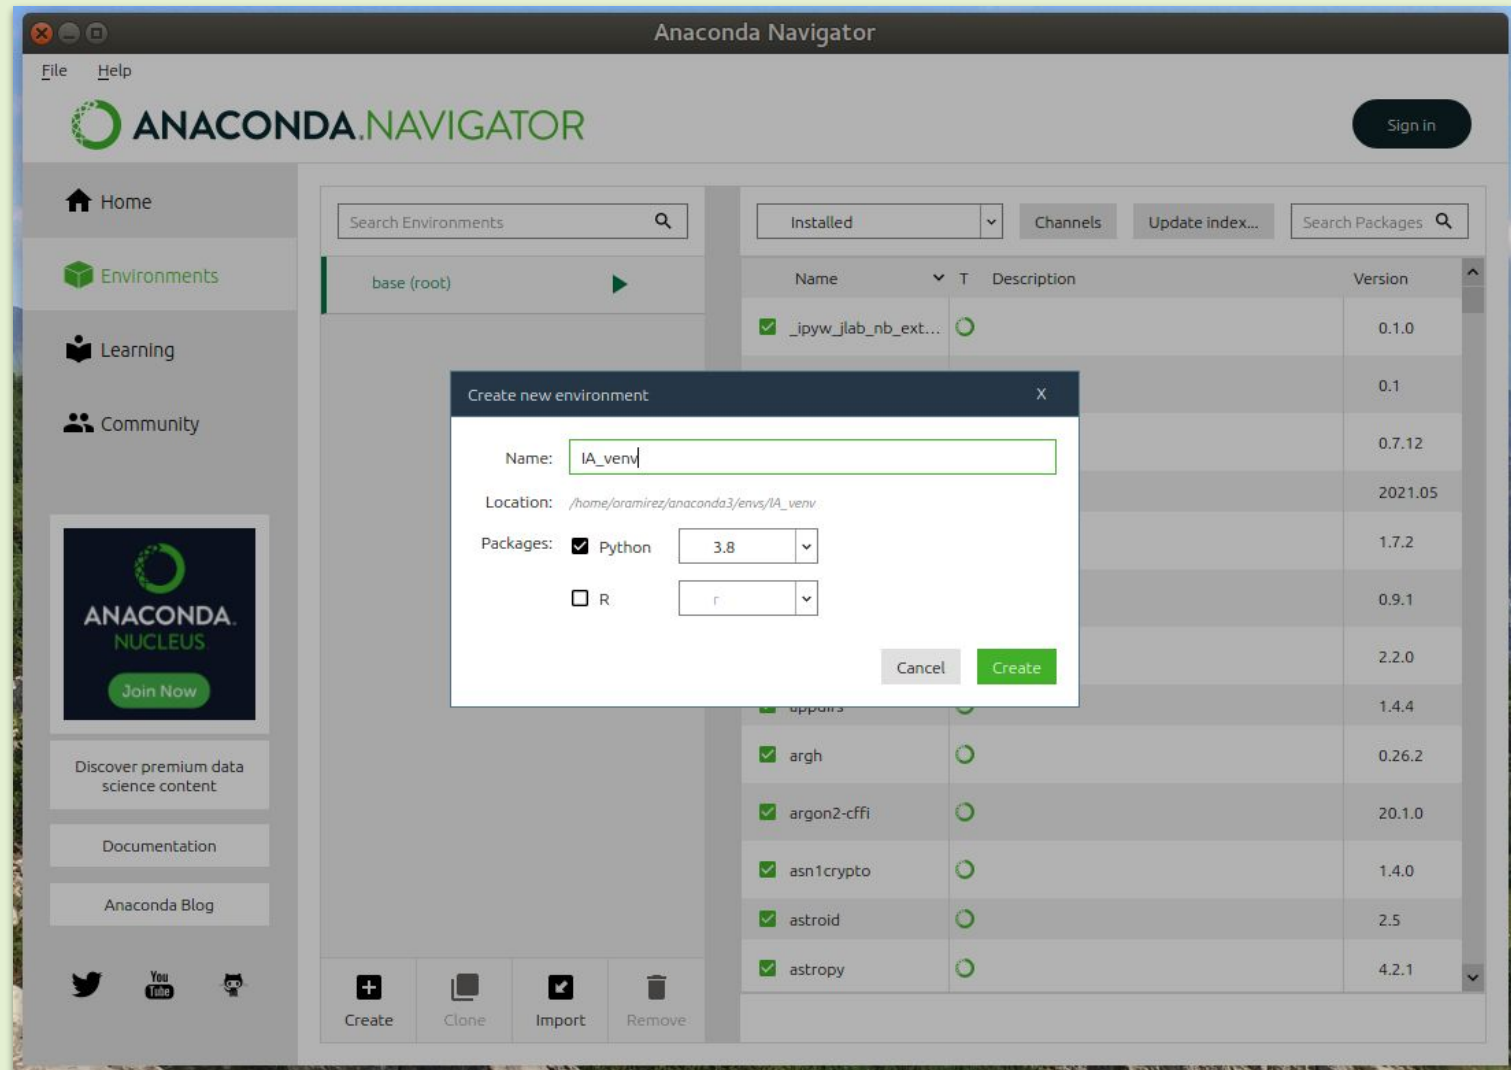 Anaconda Navigator
File Help
ANACONDA.NAVIGATOR
Sign in
Home
Environments
Learning
Community
ANACONDA.
NUCLEUS
Join Now
Discover premium data
science content
Documentation
Anaconda Blog
You
Tube
Search Environments
base (root)
Create Clone Import Remove
Installed Channels Update index... Search Packages
Name T Description Version
_ipyw_jlab_nb_ext... 0.1.0
0.1
0.7.12
2021.05
1.7.2
0.9.1
2.2.0
1.4.4
argh 0.26.2
argon2-cffi 20.1.0
asn1crypto 1.4.0
astroid 2.5
astropy 4.2.1
Create new environment X
Name: IA_venv
Location: /home/oramirez/anaconda3/envs/IA_venv
Packages: Python 3.8
R r
Cancel Create